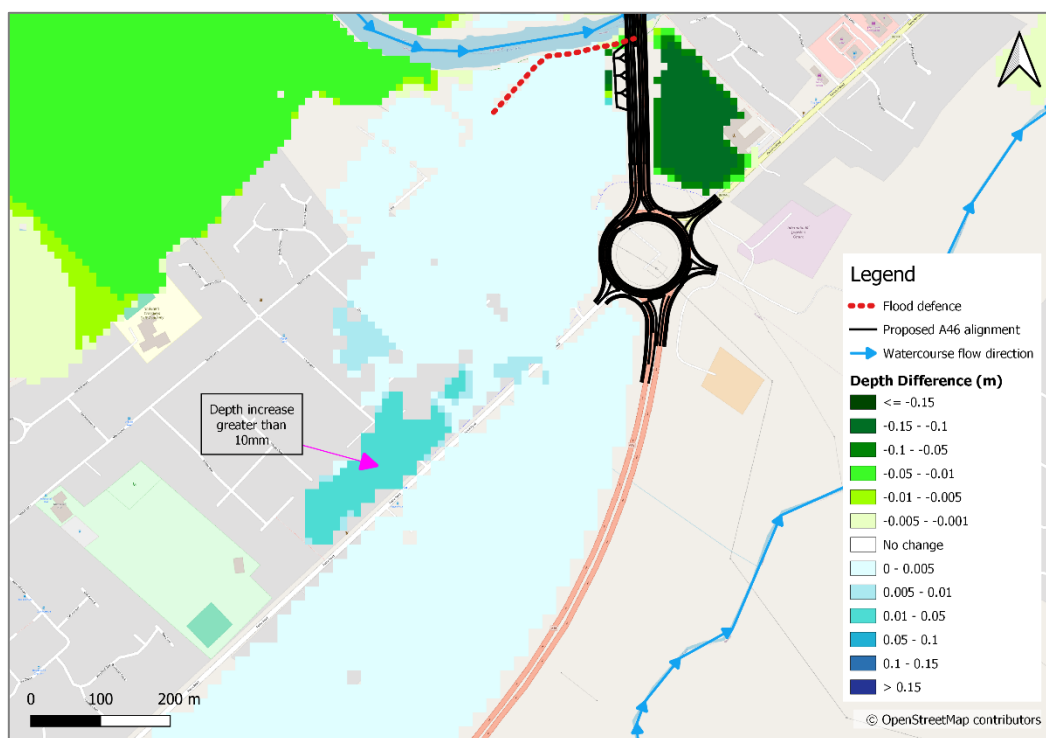 Depth increase
greater than
10mm
Legend
Flood defence
Proposed A46 alignment
Watercourse flow direction
Depth Difference (m)
<= -0.15
-0.15 - -0.1
-0.1 - -0.05
-0.05 - -0.01
-0.01 - -0.005
-0.005 - -0.001
No change
0 - 0.005
0.005 - 0.01
0.01 - 0.05
0.05 - 0.1
0.1 - 0.15
> 0.15
0 100 200 m
© OpenStreetMap contributors